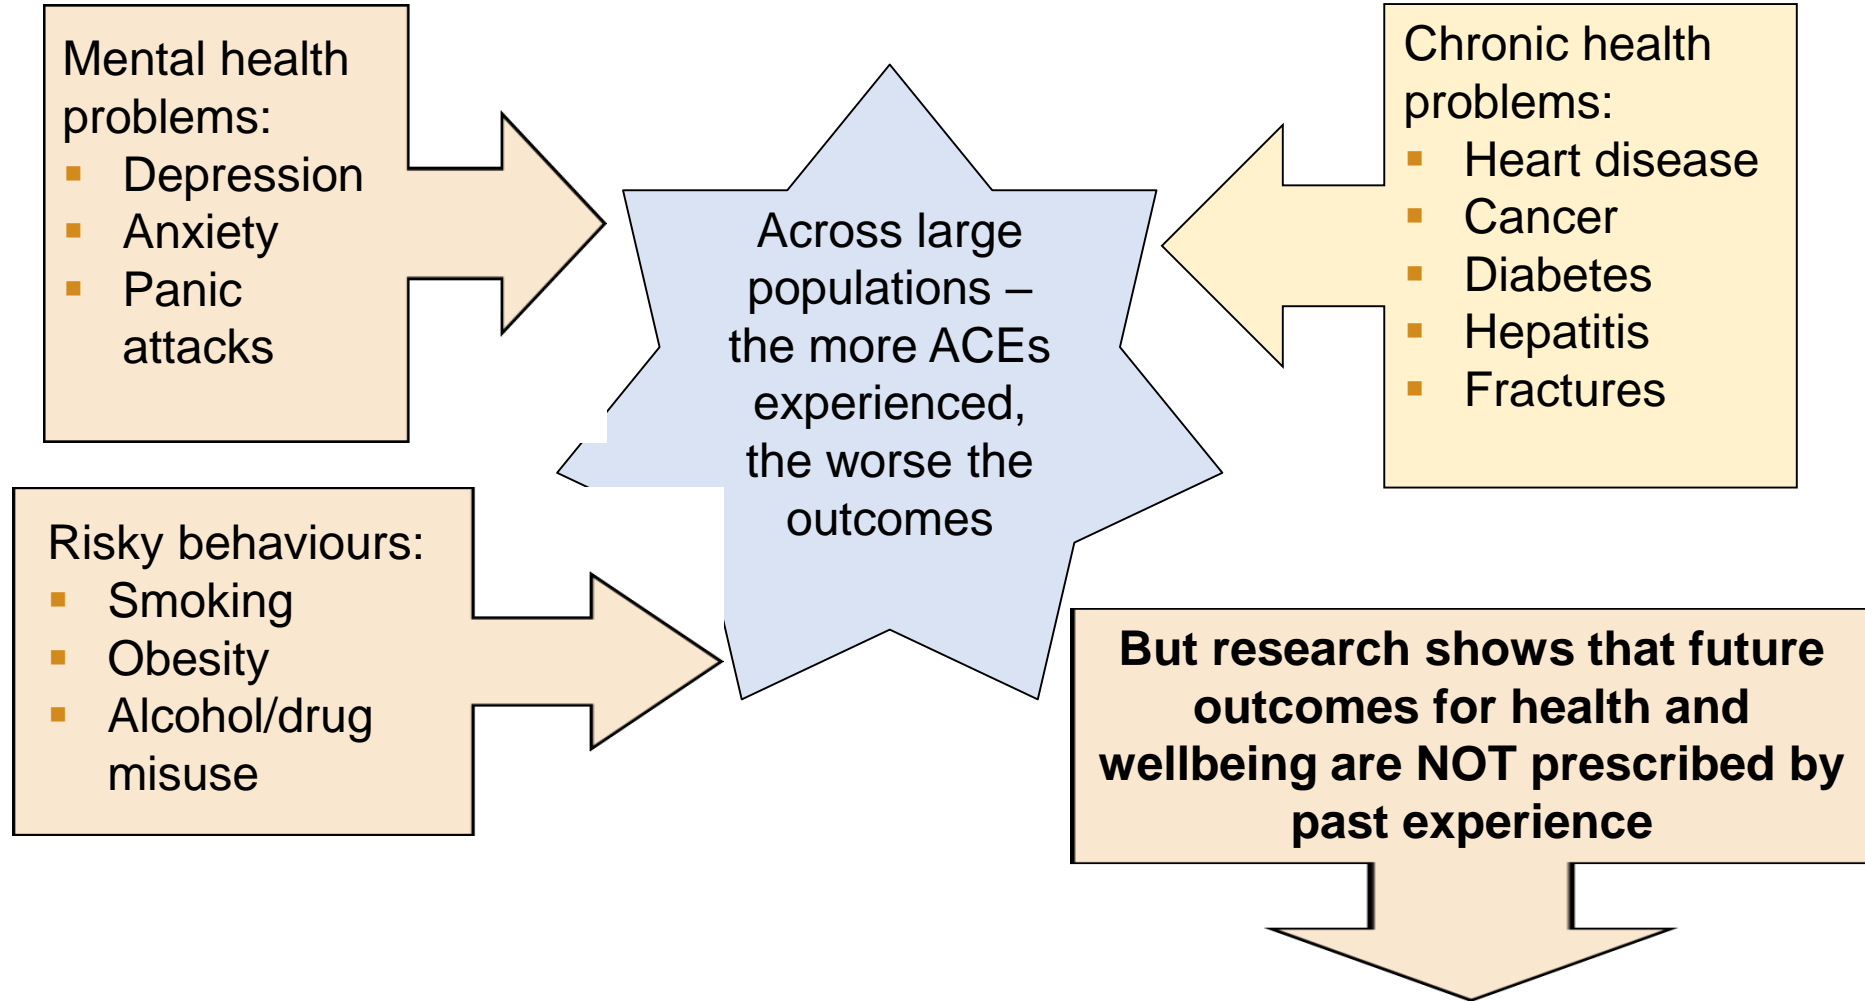 Mental health
problems:
▪ Depression
▪ Anxiety
▪ Panic
attacks
Across large
populations –
the more ACEs
experienced,
the worse the
outcomes
Chronic health
problems:
▪ Heart disease
▪ Cancer
▪ Diabetes
▪ Hepatitis
▪ Fractures
Risky behaviours:
▪ Smoking
▪ Obesity
▪ Alcohol/drug
misuse
But research shows that future
outcomes for health and
wellbeing are NOT prescribed by
past experience